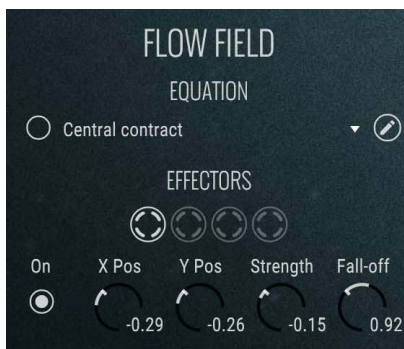 FLOW FIELD
EQUATION
Central contract
EFFECTORS
On X Pos Y Pos Strength Fall-off
-0.29 -0.26 -0.15 0.92